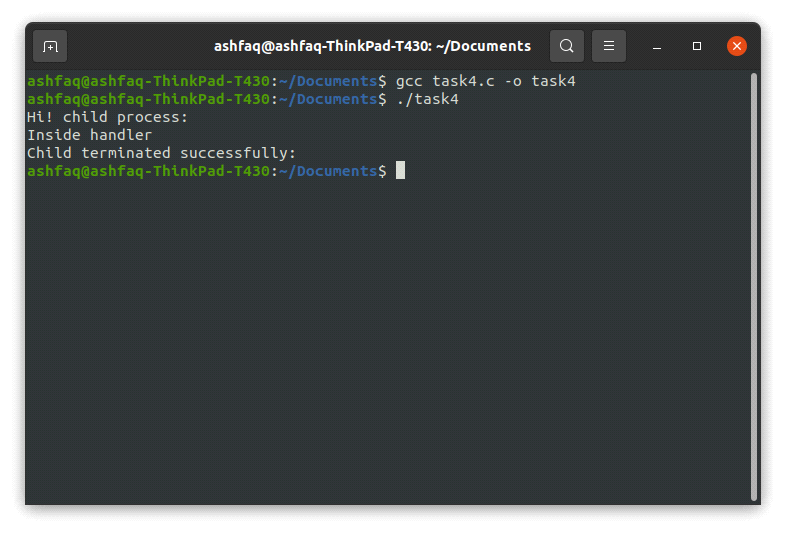 ashfaq@ashfaq-ThinkPad-T430: ~/Documents
ashfaq@ashfaq-ThinkPad-T430:~/Documents$ gcc task4.c -o task4
ashfaq@ashfaq-ThinkPad-T430:~/Documents$ ./task4
Hi! child process:
Inside handler
Child terminated successfully:
ashfaq@ashfaq-ThinkPad-T430:~/Documents$